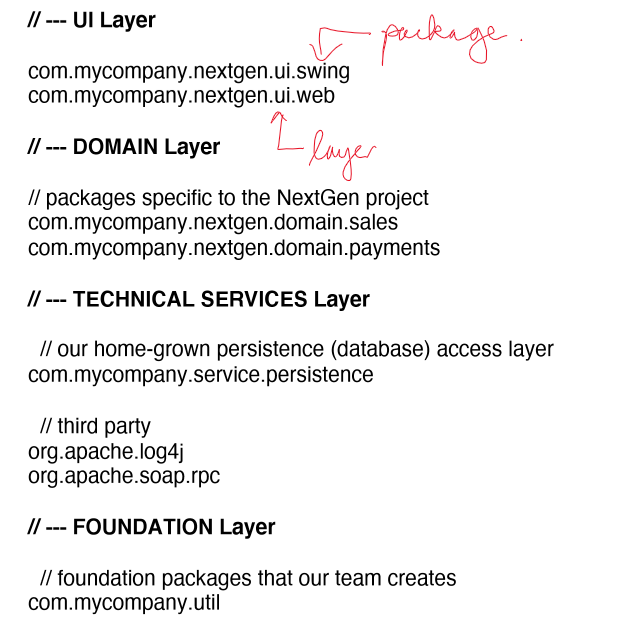 // --- UI Layer
package.
com.mycompany.nextgen.ui.swing
com.mycompany.nextgen.ui.web
// --- DOMAIN Layer
layer
// packages specific to the NextGen project
com.mycompany.nextgen.domain.sales
com.mycompany.nextgen.domain.payments
// --- TECHNICAL SERVICES Layer
// our home-grown persistence (database) access layer
com.mycompany.service.persistence
// third party
org.apache.log4j
org.apache.soap.rpc
// --- FOUNDATION Layer
// foundation packages that our team creates
com.mycompany.util